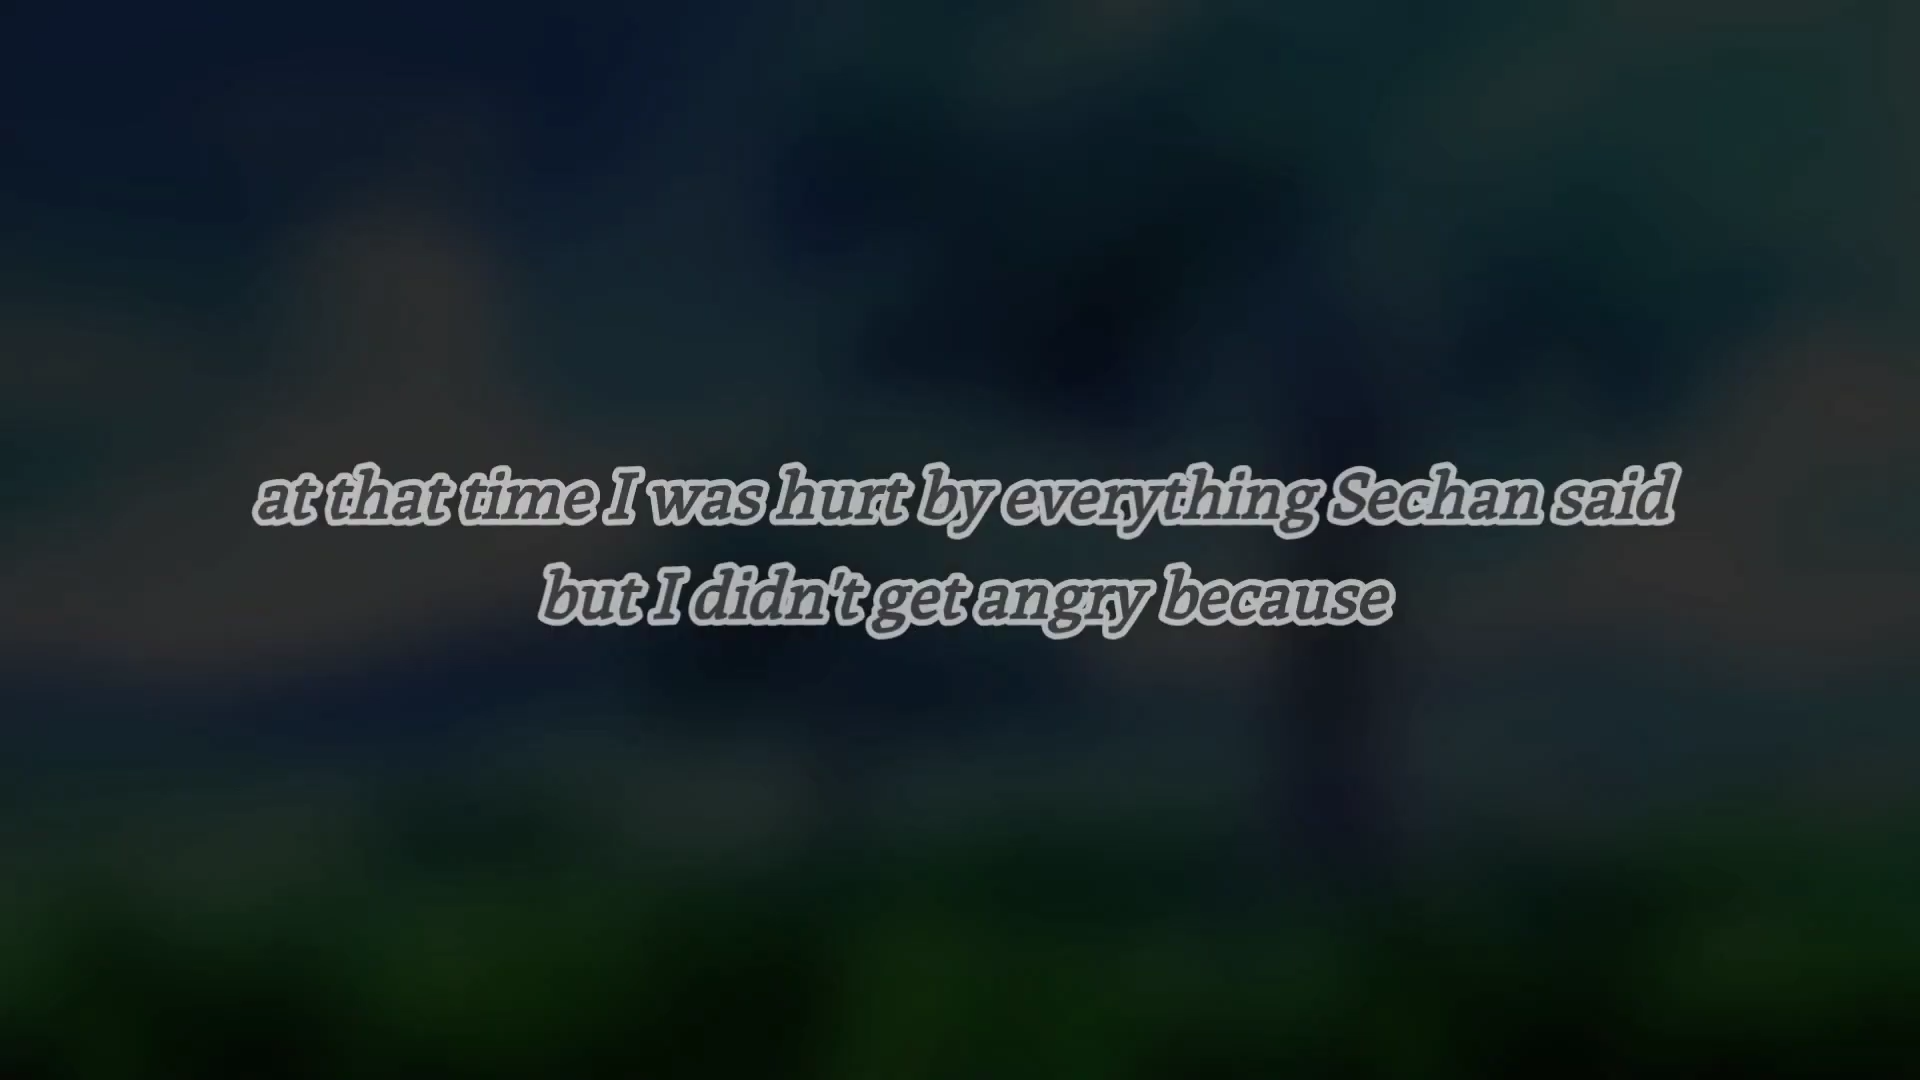 at that time I was hurt by everything Sechan said
but I didn't get angry because